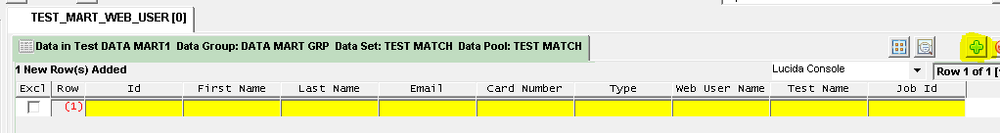 TEST_MART_WEB_USER [0]
Data in Test DATA MART1 Data Group: DATA MART GRP Data Set: TEST MATCH Data Pool: TEST MATCH
1 New Row(s) Added
Lucida Console
Row 1 of 1 [
Excl Row Id First Name Last Name Email Card Number Type Web User Name Test Name Job Id
(1)